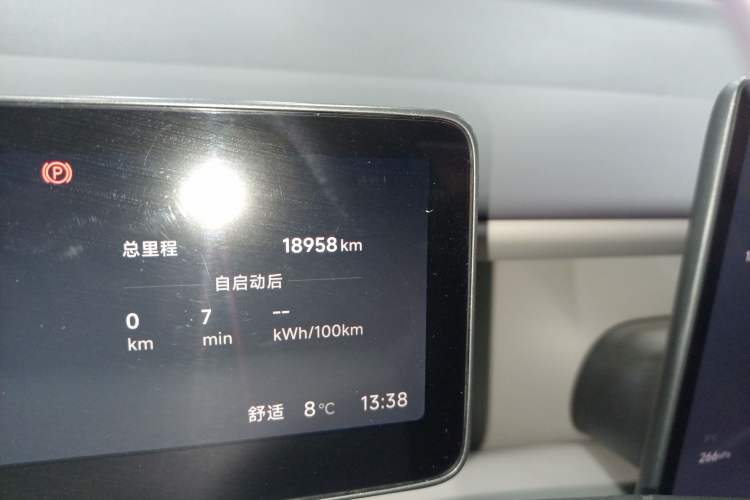 P
总里程 18958 km
自启动后
0 7 --
km min kWh/100km
舒适 8°C 13:38